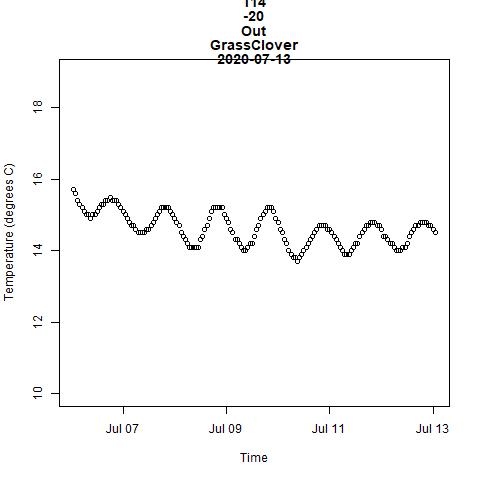 114
-20
Out
GrassClover
2020-07-13
Temperature (degrees C)
18
16
14
12
10
Jul 07
Jul 09
Jul 11
Jul 13
Time